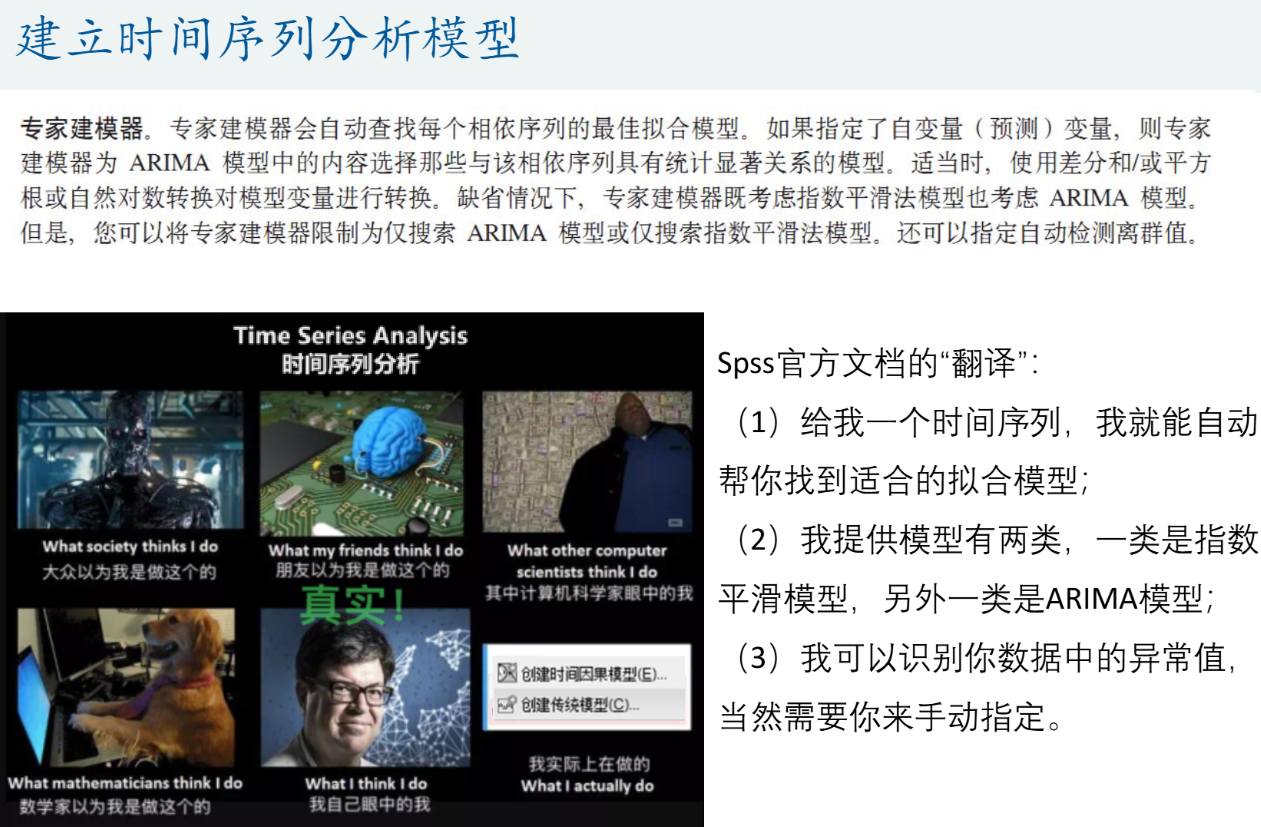 建立时间序列分析模型
专家建模器。专家建模器会自动查找每个相依序列的最佳拟合模型。如果指定了自变量（预测）变量，则专家
建模器为 ARIMA 模型中的内容选择那些与该相依序列具有统计显著关系的模型。适当时，使用差分和/或平方
根或自然对数转换对模型变量进行转换。缺省情况下，专家建模器既考虑指数平滑法模型也考虑 ARIMA 模型。
但是，您可以将专家建模器限制为仅搜索 ARIMA 模型或仅搜索指数平滑法模型。还可以指定自动检测离群值。
Time Series Analysis
时间序列分析
What society thinks I do
大众以为我是做这个的
What my friends think I do
朋友以为我是做这个的
What other computer
scientists think I do
其中计算机科学家眼中的我
真实！
What mathematicians think I do
数学家以为我是做这个的
What I think I do
我自己眼中的我
创建时间因果模型(E)...
创建传统模型(C)...
我实际上在做的
What I actually do
Spss官方文档的“翻译”：
（1）给我一个时间序列，我就能自动
帮你找到适合的拟合模型；
（2）我提供模型有两类，一类是指数
平滑模型，另外一类是ARIMA模型；
（3）我可以识别你数据中的异常值，
当然需要你来手动指定。